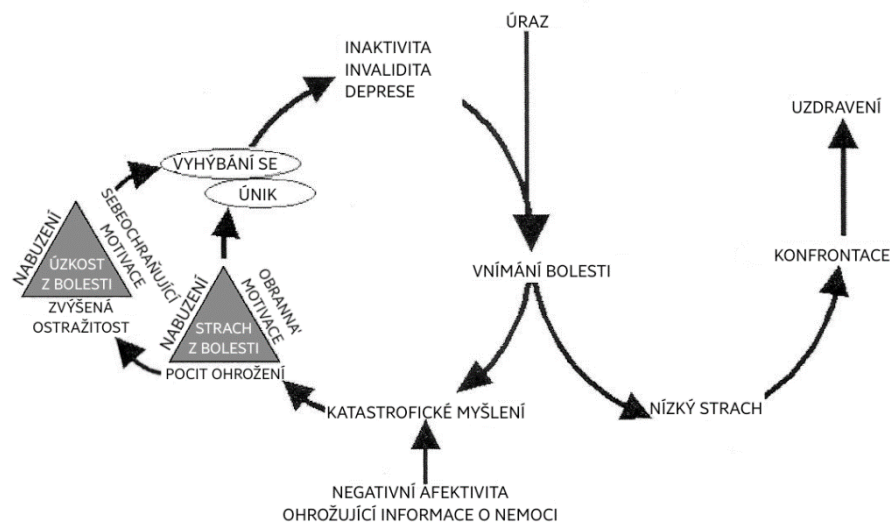 ÚRAZ
INAKTIVITA
INVALIDITA
DEPRESE
UZDRAVENÍ
VYHÝBÁNÍ SE
ÚNIK
NABUZENÍ
SEBEOCHRAŇUJÍCÍ
MOTIVACE
ÚZKOST
Z BOLESTI
ZVÝŠENÁ
OSTRAŽITOST
NABUZENÍ
OBRANNA'
MOTIVACE
STRACH
Z BOLESTI
POCIT OHROŽENÍ
VNÍMÁNÍ BOLESTI
KONFRONTACE
KATASTROFICKÉ MYŠLENÍ
NÍZKÝ STRACH
NEGATIVNÍ AFEKTIVITA
OHROŽUJÍCÍ INFORMACE O NEMOCI